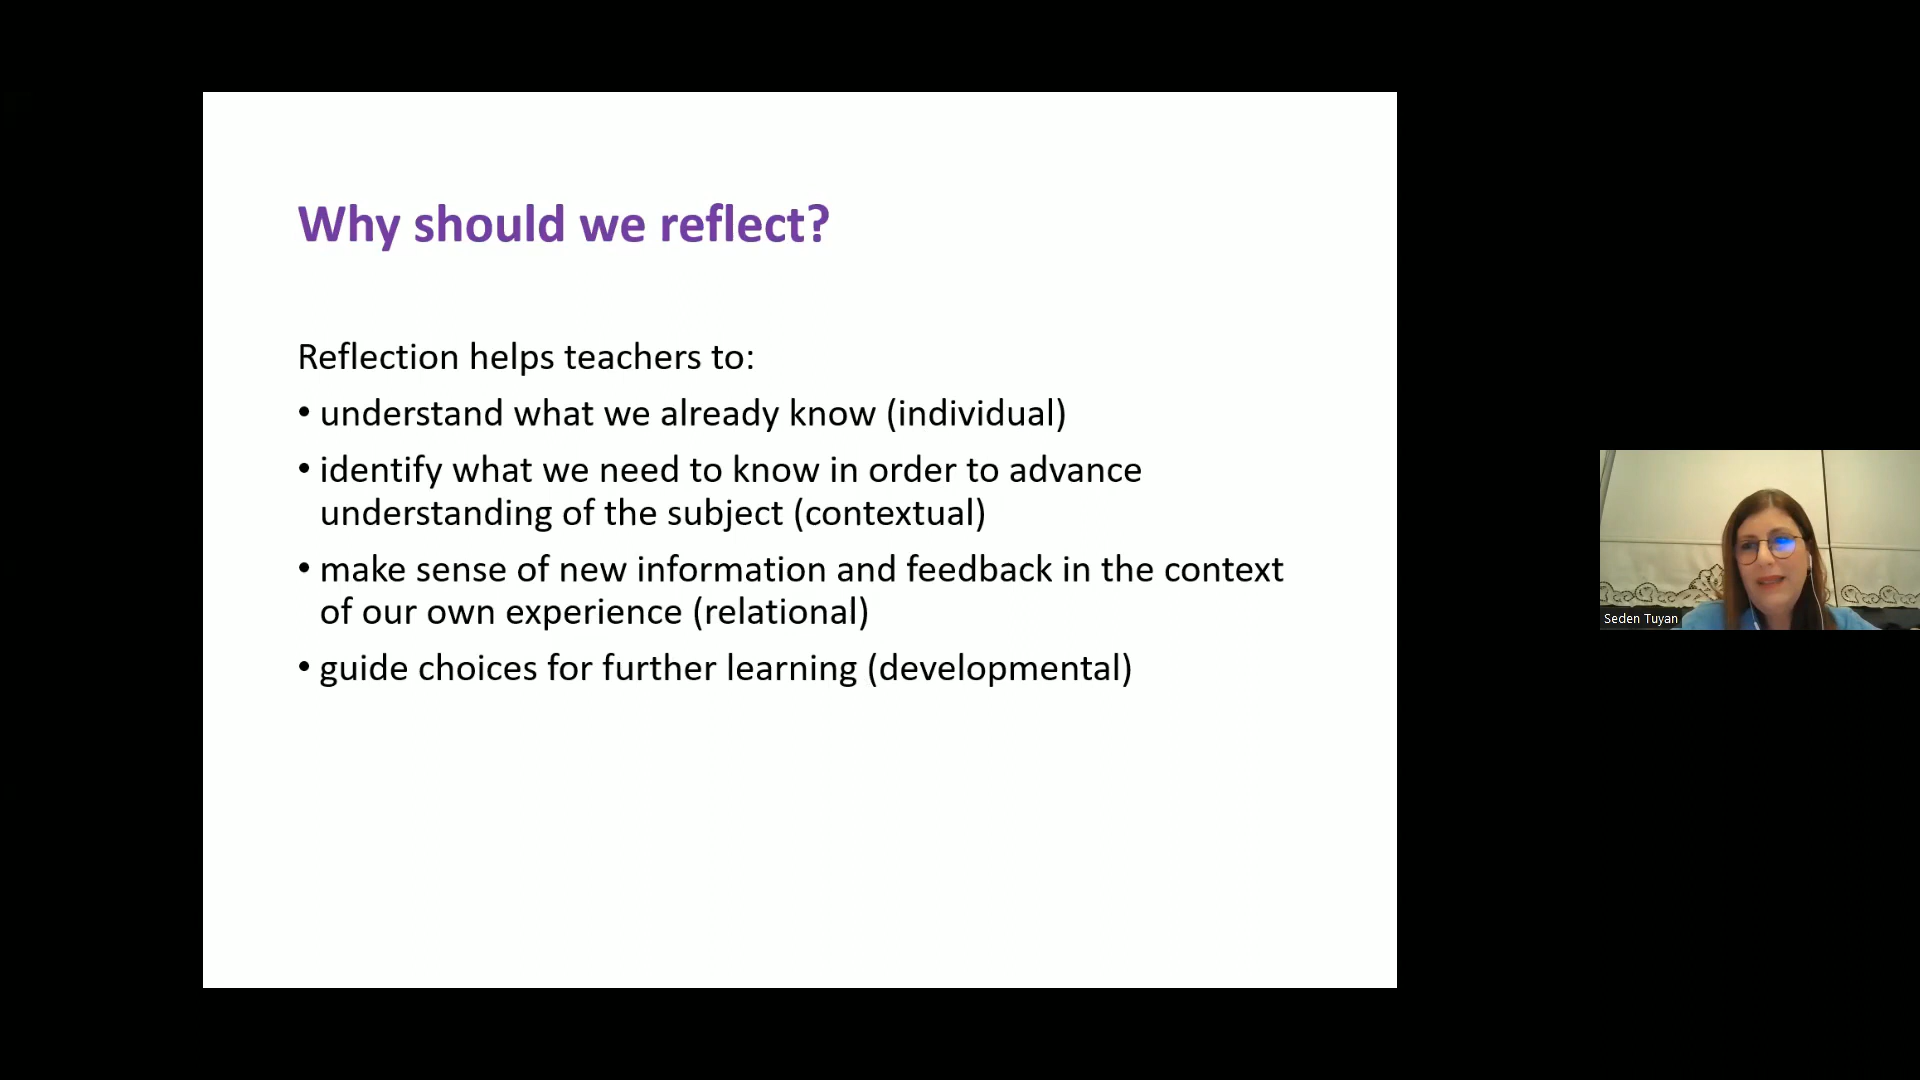 Why should we reflect?
Reflection helps teachers to:
• understand what we already know (individual)
• identify what we need to know in order to advance
understanding of the subject (contextual)
• make sense of new information and feedback in the context
of our own experience (relational)
• guide choices for further learning (developmental)
Seden Tuyan